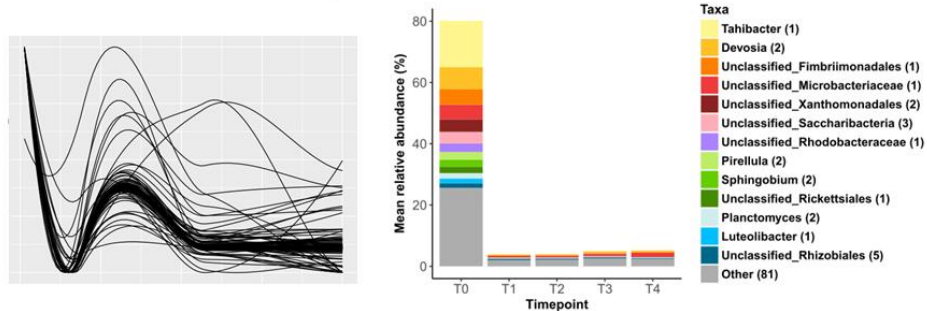 Taxa
Tahibacter (1)
Devosia (2)
Unclassified_Fimbriimonadales (1)
Unclassified_Microbacteriaceae (1)
Unclassified_Xanthomonadales (2)
Unclassified_Saccharibacteria (3)
Unclassified_Rhodobacteraceae (1)
Pirellula (2)
Sphingobium (2)
Unclassified_Rickettsiales (1)
Planctomyces (2)
Luteolibacter (1)
Unclassified_Rhizobiales (5)
Other (81)
Mean relative abundance (%)
80
60
40
20
0
T0 T1 T2 T3 T4
Timepoint